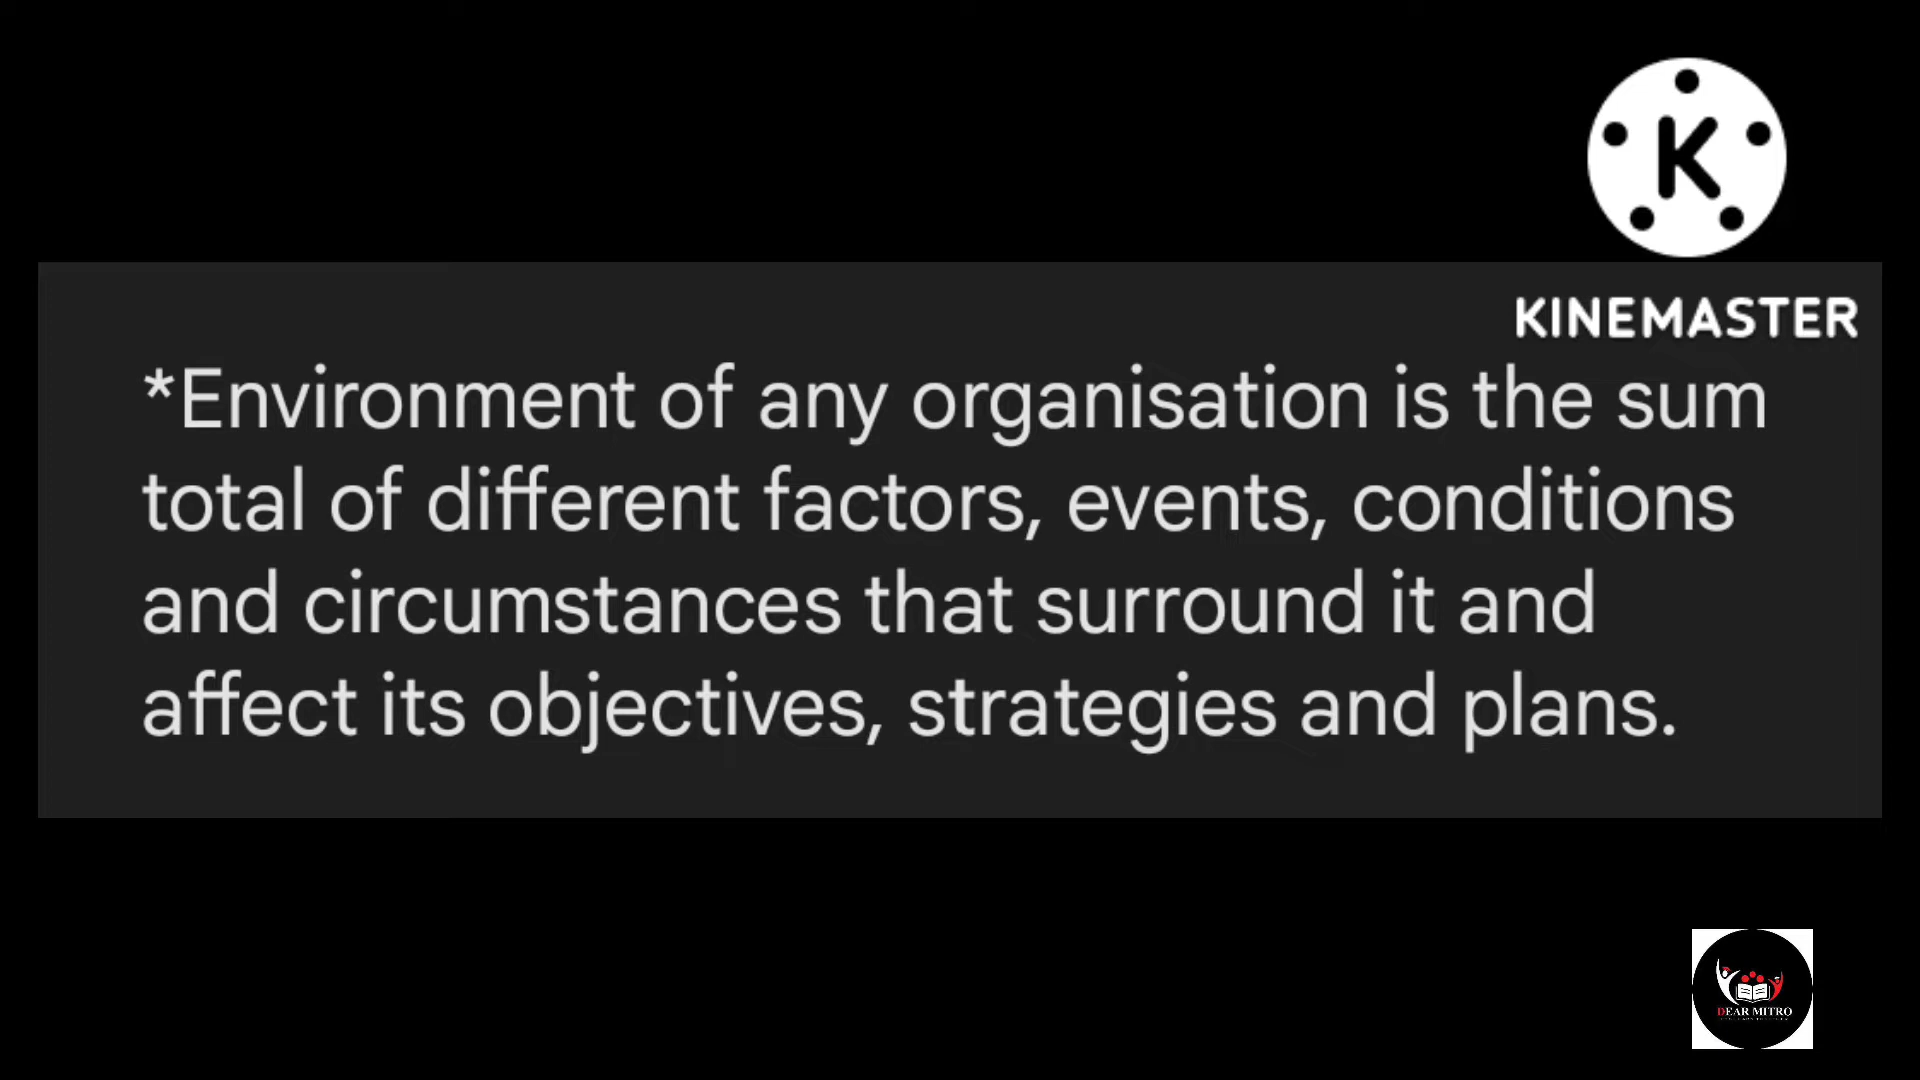 K
KINEMASTER
*Environment of any organisation is the sum
total of different factors, events, conditions
and circumstances that surround it and
affect its objectives, strategies and plans.
DEAR MITRO